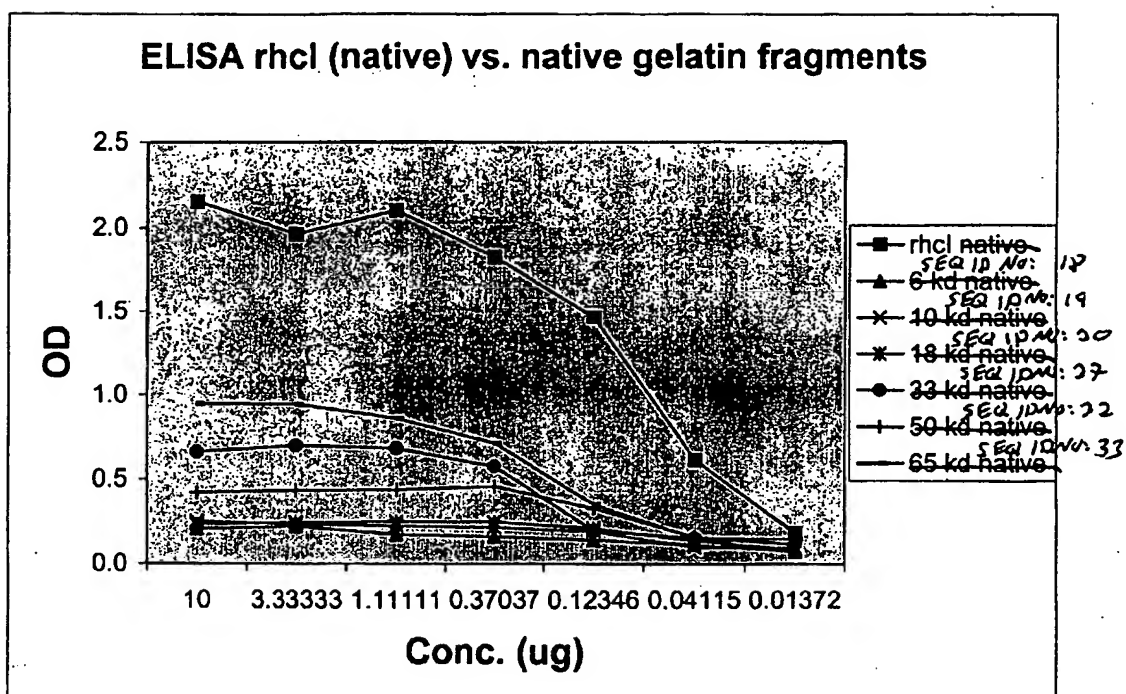 ELISA rhcl (native) vs. native gelatin fragments
2.5
2.0
1.5
1.0
0.5
0.0
OD
10 3.33333 1.11111 0.37037 0.12346 0.04115 0.01372
Conc. (ug)
rhcl native
SEQ ID No: 18
6 kd native
SEQ ID No: 19
10 kd native
SEQ ID No: 20
18 kd native
SEQ ID No: 27
33 kd native
SEQ ID No: 22
50 kd native
SEQ ID No: 33
65 kd native